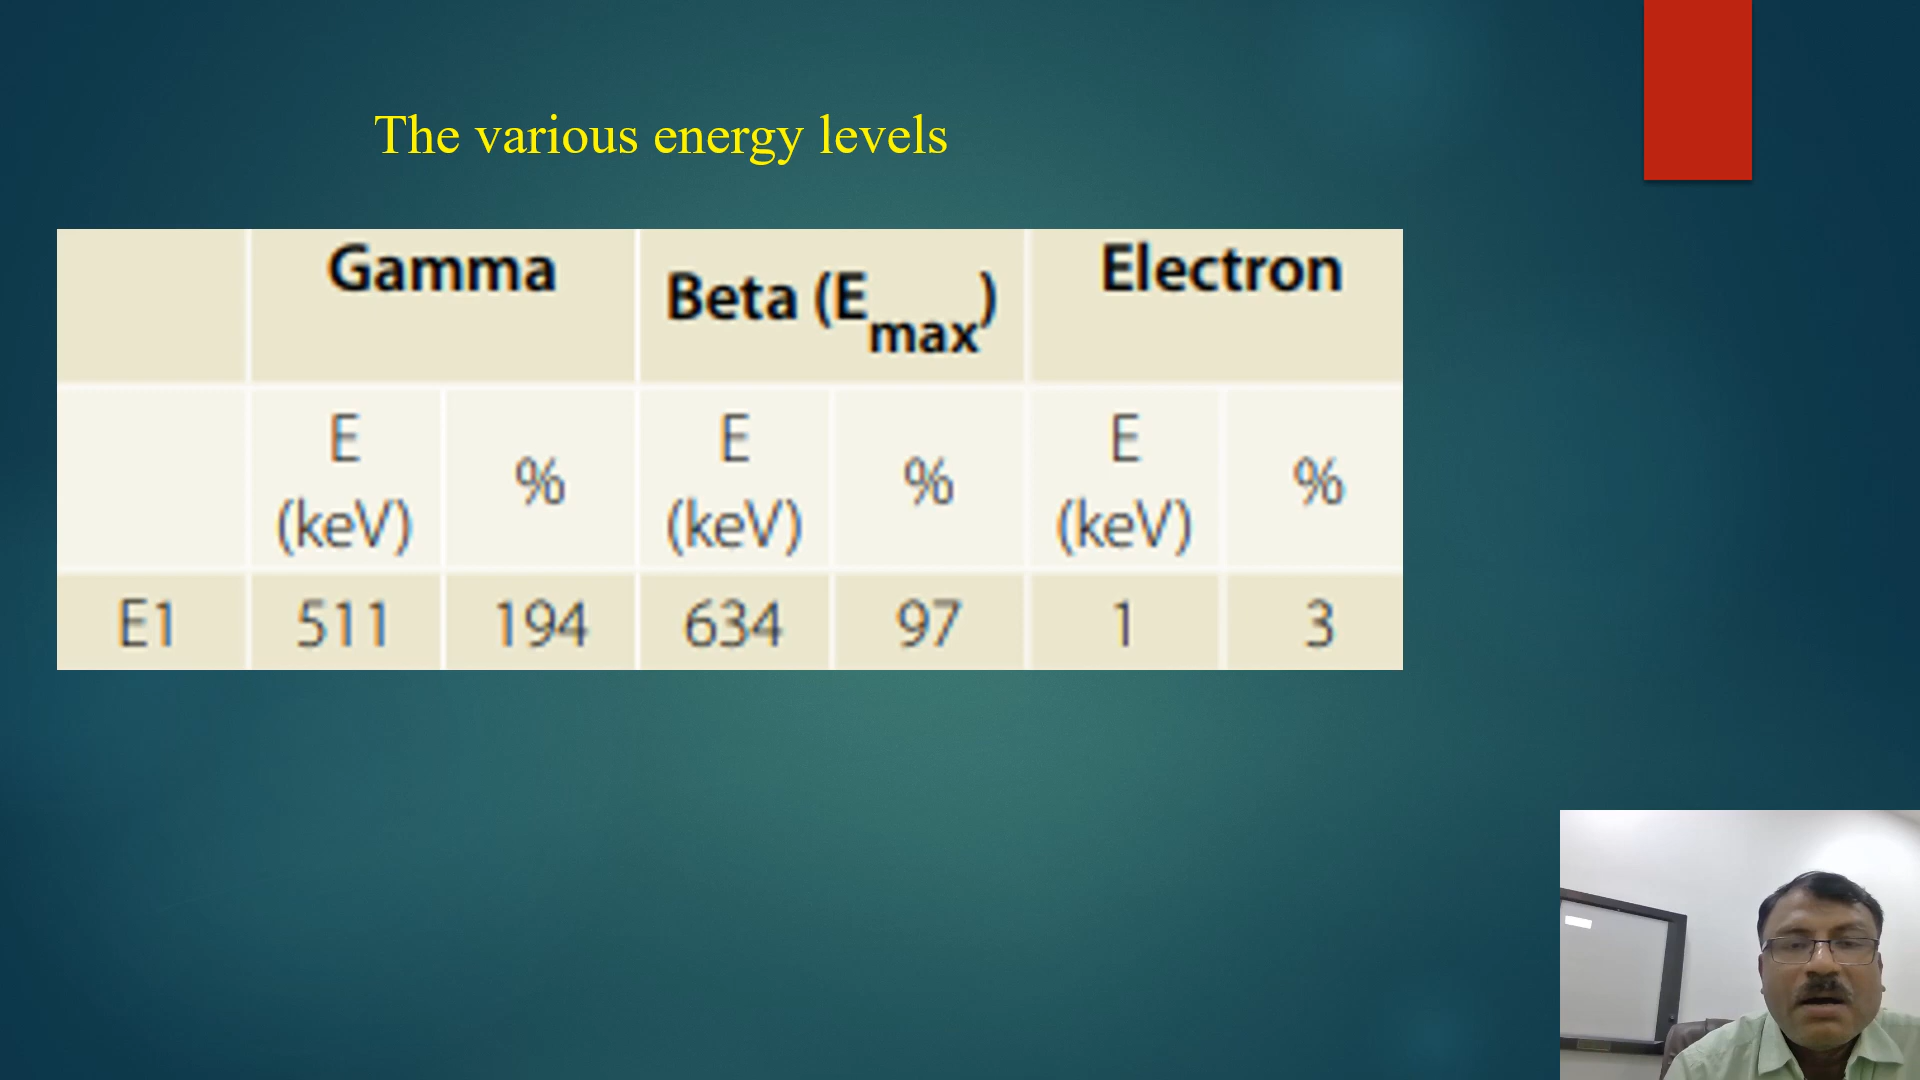 The various energy levels
Gamma Beta (Emax) Electron
E (keV) % E (keV) % E (keV) %
E1 511 194 634 97 1 3